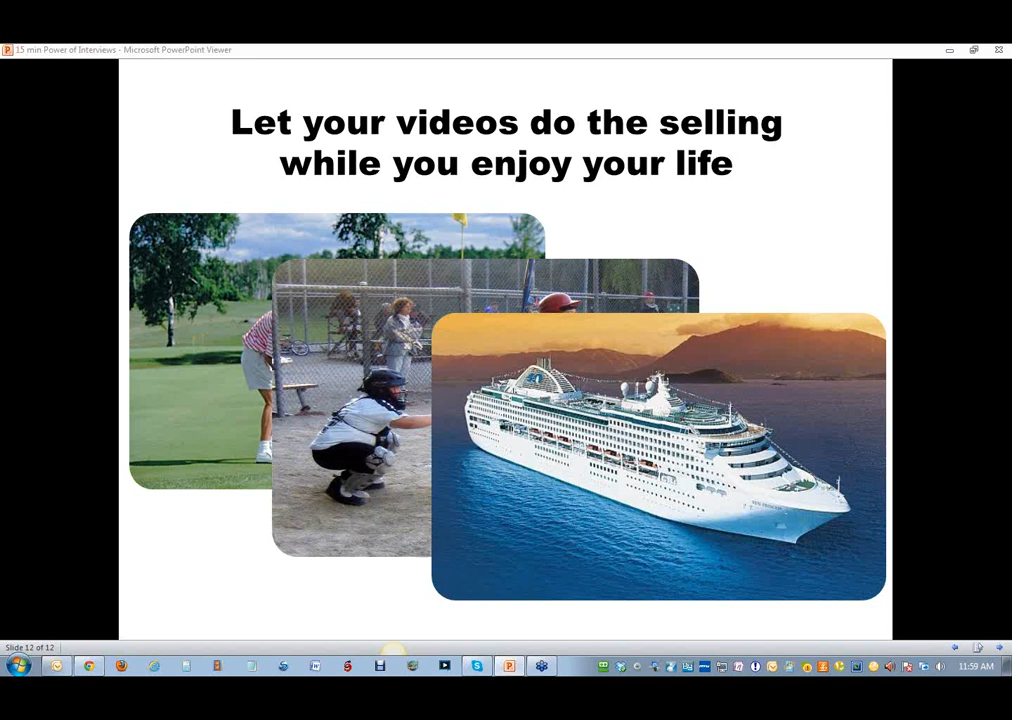 15 min Power of Interviews - Microsoft PowerPoint Viewer
Let your videos do the selling
while you enjoy your life
Slide 12 of 12
11:59 AM